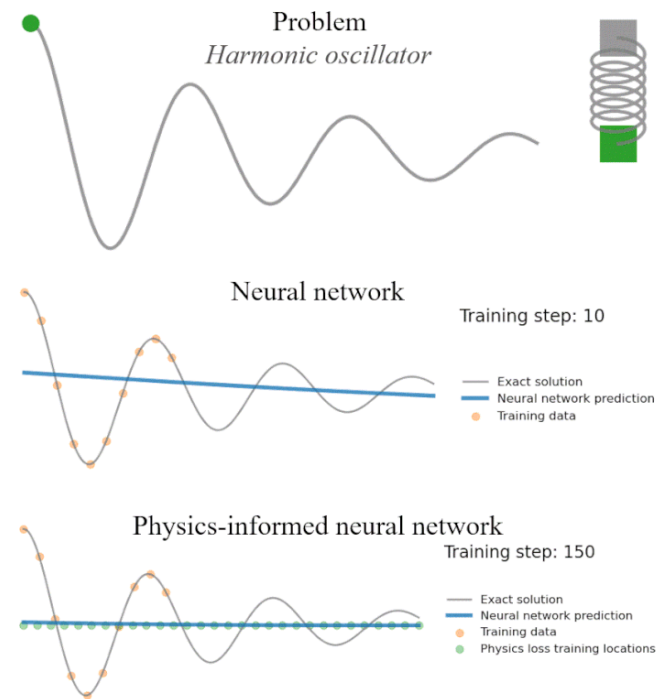 Problem
Harmonic oscillator
Neural network
Training step: 10
Exact solution
Neural network prediction
Training data
Physics-informed neural network
Training step: 150
Exact solution
Neural network prediction
Training data
Physics loss training locations